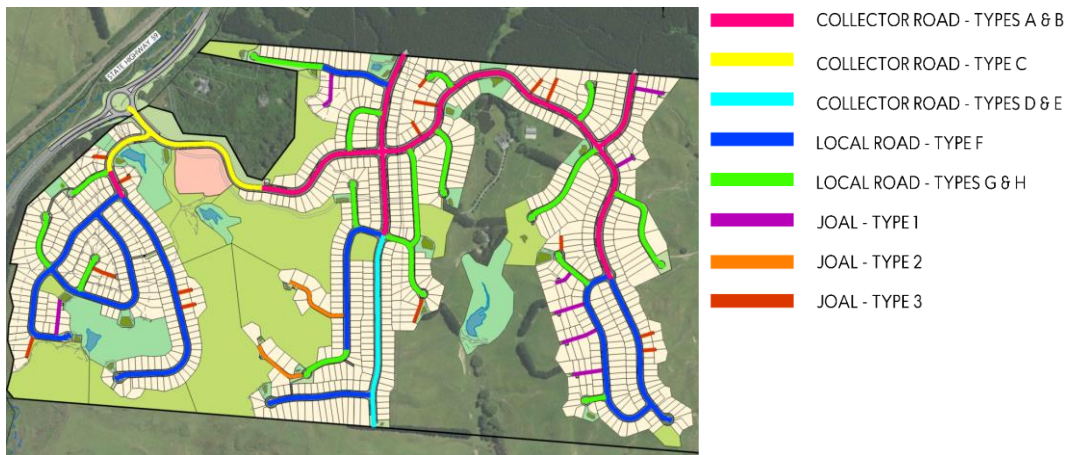 STATE HIGHWAY 59
COLLECTOR ROAD - TYPES A & B
COLLECTOR ROAD - TYPE C
COLLECTOR ROAD - TYPES D & E
LOCAL ROAD - TYPE F
LOCAL ROAD - TYPES G & H
JOAL - TYPE 1
JOAL - TYPE 2
JOAL - TYPE 3